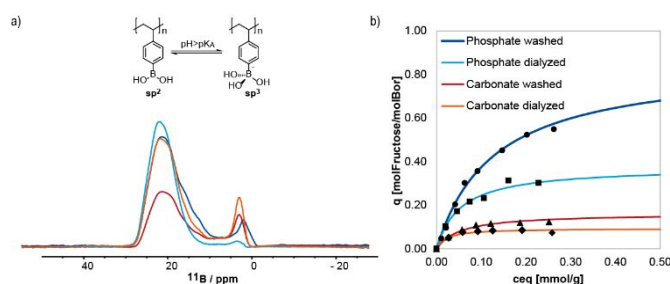 a)
n
n
pH>pKA
HO B OH
HO B OH
HO
sp²
sp³
40
20
0
- 20
¹¹B / ppm
b)
1.00
0.80
0.60
0.40
0.20
0.00
q [molFructose/molBor]
Phosphate washed
Phosphate dialyzed
Carbonate washed
Carbonate dialyzed
0.00 0.10 0.20 0.30 0.40 0.50
ceq [mmol/g]